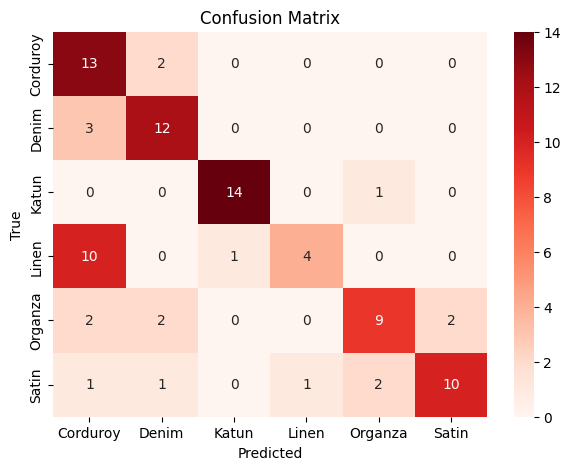 Confusion Matrix
True
Corduroy 13 2 0 0 0 0
Denim 3 12 0 0 0 0
Katun 0 0 14 0 1 0
Linen 10 0 1 4 0 0
Organza 2 2 0 0 9 2
Satin 1 1 0 1 2 10
Corduroy Denim Katun Linen Organza Satin
Predicted
14
12
10
8
6
4
2
0